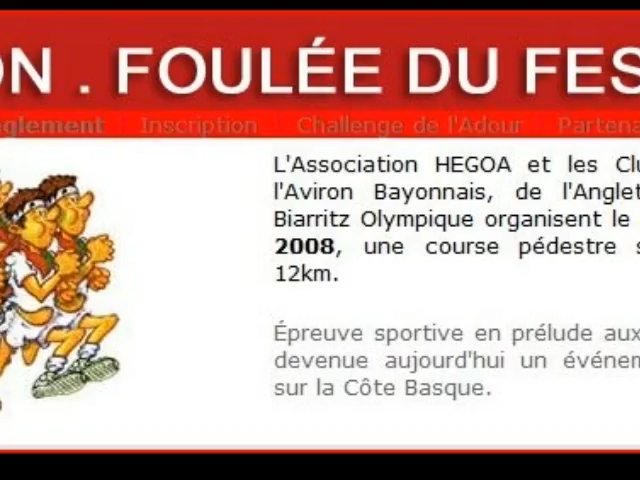 ON . FOULÉE DU FES
èglement Inscription Challenge de l'Adour Partena
L'Association HEGOA et les Clu
l'Aviron Bayonnais, de l'Anglet
Biarritz Olympique organisent le
2008, une course pédestre s
12km.
Épreuve sportive en prélude aux
devenue aujourd'hui un événem
sur la Côte Basque.